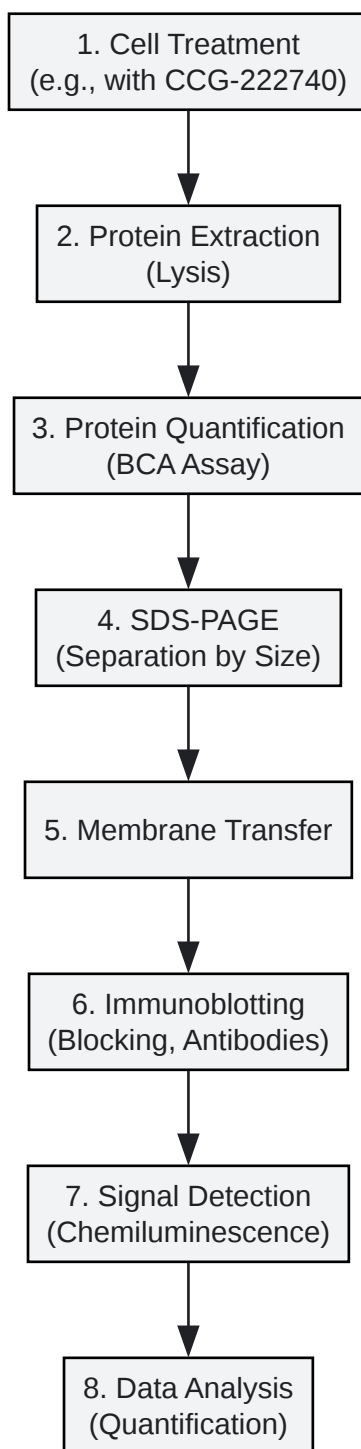 1. Cell Treatment
(e.g., with CCG-222740)
2. Protein Extraction
(Lysis)
3. Protein Quantification
(BCA Assay)
4. SDS-PAGE
(Separation by Size)
5. Membrane Transfer
6. Immunoblotting
(Blocking, Antibodies)
7. Signal Detection
(Chemiluminescence)
8. Data Analysis
(Quantification)